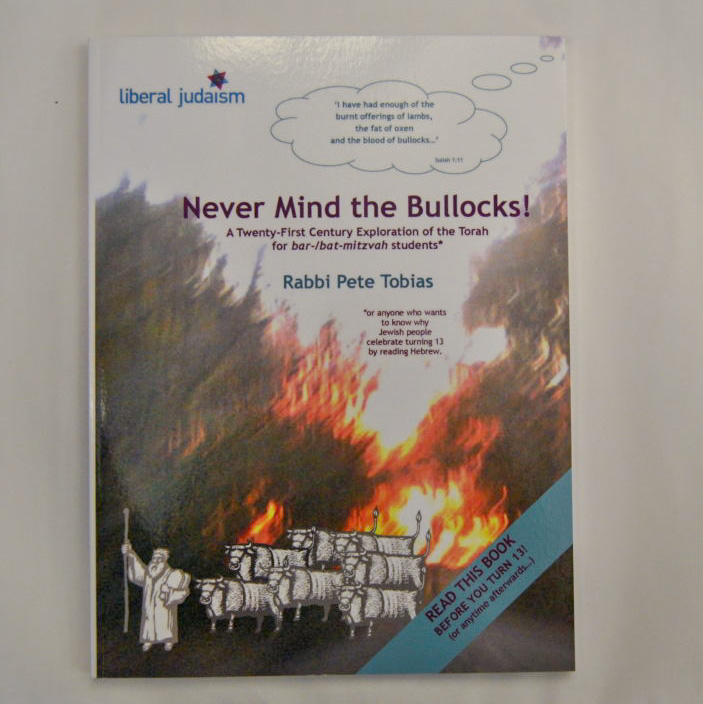 liberal judaism
'I have had enough of the
burnt offerings of lambs,
the fat of oxen
and the blood of bullocks…'
Isaiah 1:11
Never Mind the Bullocks!
A Twenty-First Century Exploration of the Torah
for bar-/bat-mitzvah students*
Rabbi Pete Tobias
*or anyone who wants
to know why
Jewish people
celebrate turning 13
by reading Hebrew.
READ THIS BOOK
BEFORE YOU TURN 13!
(or anytime afterwards...)